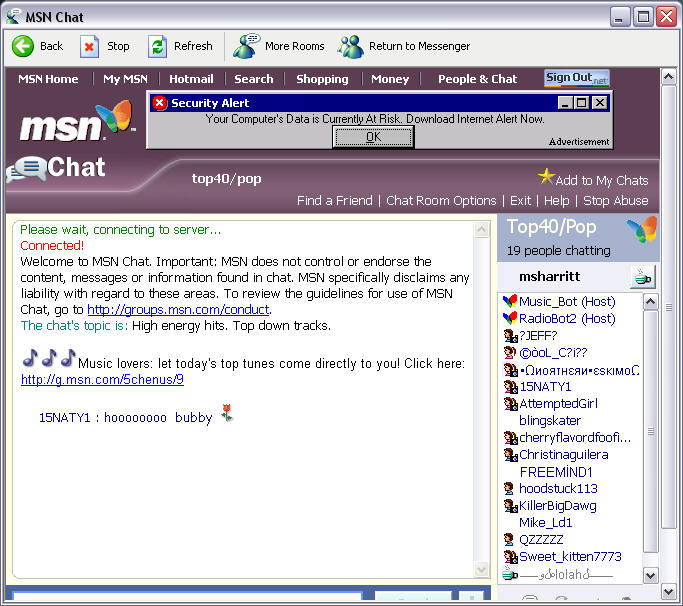 MSN Chat
Back Stop Refresh More Rooms Return to Messenger
MSN Home My MSN Hotmail Search Shopping Money People & Chat Sign Out .net
msn
Security Alert
Your Computer's Data is Currently At Risk. Download Internet Alert Now.
OK
Advertisement
Chat
top40/pop
Add to My Chats
Find a Friend | Chat Room Options | Exit | Help | Stop Abuse
Please wait, connecting to server...
Connected!
Welcome to MSN Chat. Important: MSN does not control or endorse the
content, messages or information found in chat. MSN specifically disclaims any
liability with regard to these areas. To review the guidelines for use of MSN
Chat, go to http://groups.msn.com/conduct.
The chat's topic is: High energy hits. Top down tracks.
Music lovers: let today's top tunes come directly to you! Click here:
http://g.msn.com/5chenus/9
15NATY1 : hoooooooo bubby
Top40/Pop
19 people chatting
msharritt
Music_Bot (Host)
RadioBot2 (Host)
?JEFF?
©òoL_C?i??
15NATY1
AttemptedGirl
blingskater
cherryflavordfoofi...
Christinaguilera
FREEMİND1
hoodstuck113
KillerBigDawg
Mike_Ld1
QZZZZZ
Sweet_kitten7773